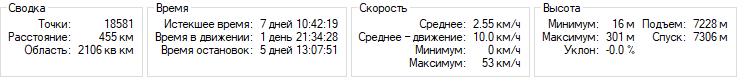 Сводка
Точки: 18581
Расстояние: 455 км
Область: 2106 кв км
Время
Истекшее время: 7 дней 10:42:19
Время в движении: 1 день 21:34:28
Время остановок: 5 дней 13:07:51
Скорость
Среднее: 2.55 км/ч
Среднее - движение: 10.0 км/ч
Минимум: 0 км/ч
Максимум: 53 км/ч
Высота
Минимум: 16 м Подъем: 7228 м
Максимум: 301 м Спуск: 7306 м
Уклон: -0.0 %